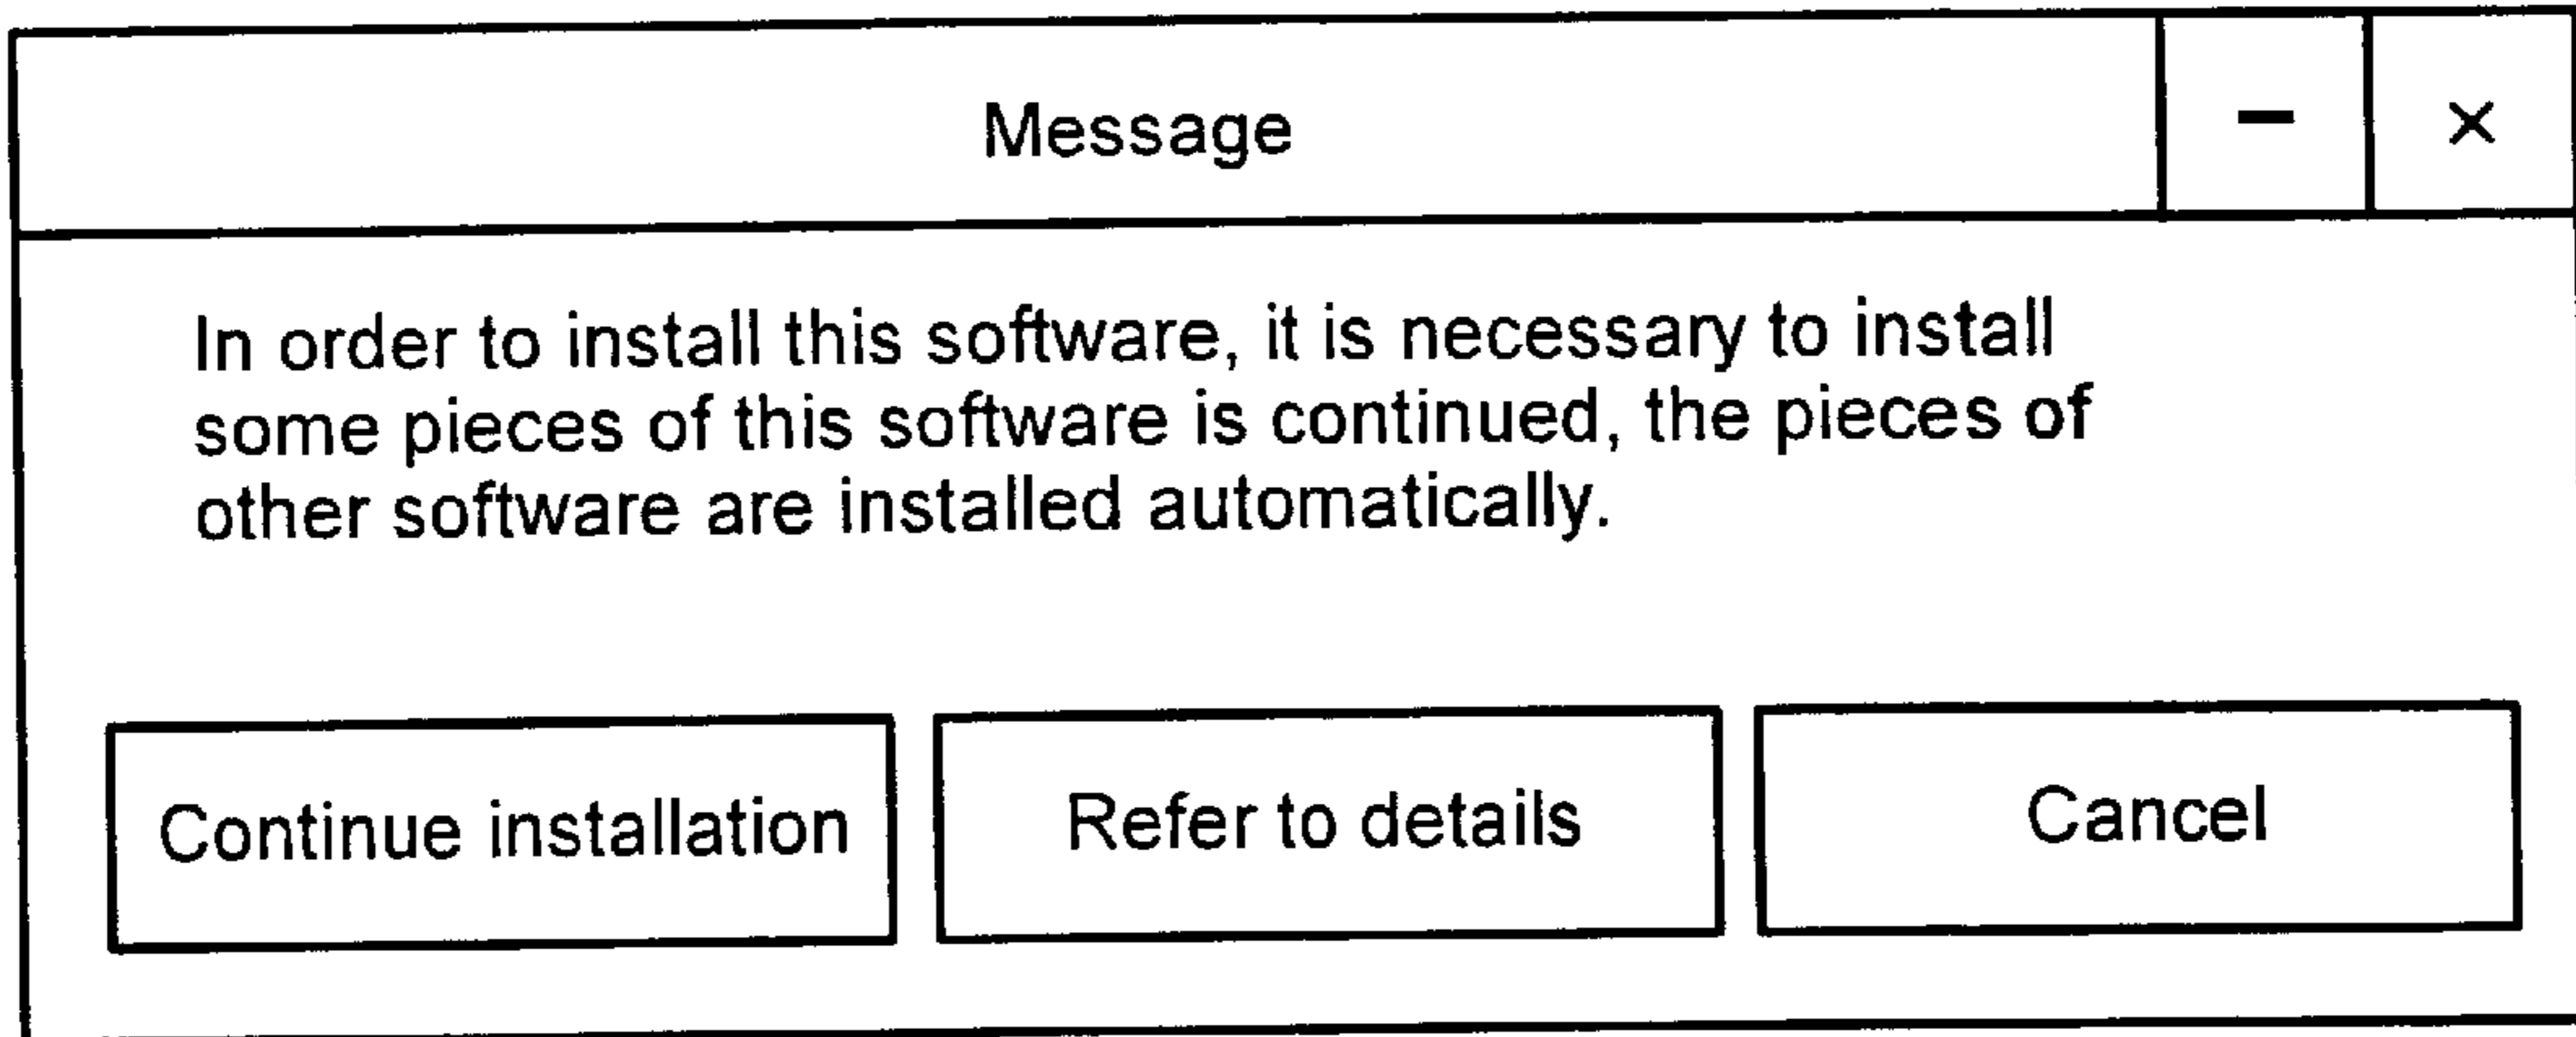 Message
− ×
In order to install this software, it is necessary to install
some pieces of this software is continued, the pieces of
other software are installed automatically.
Continue installation
Refer to details
Cancel